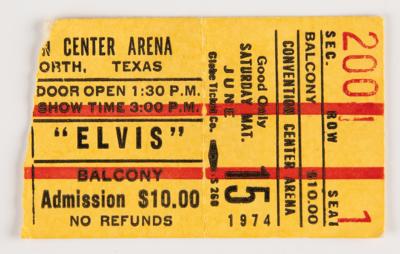 N CENTER ARENA
ORTH, TEXAS
DOOR OPEN 1:30 P.M.
SHOW TIME 3:00 P.M.
"ELVIS"
BALCONY
Admission $10.00
NO REFUNDS
Globe Ticket Co. S 260
Good Only
SATURDAY MAT.
JUNE
15
1974
CONVENTION CENTER ARENA
BALCONY $10.00
SEC. ROW SEAT
200 1 1